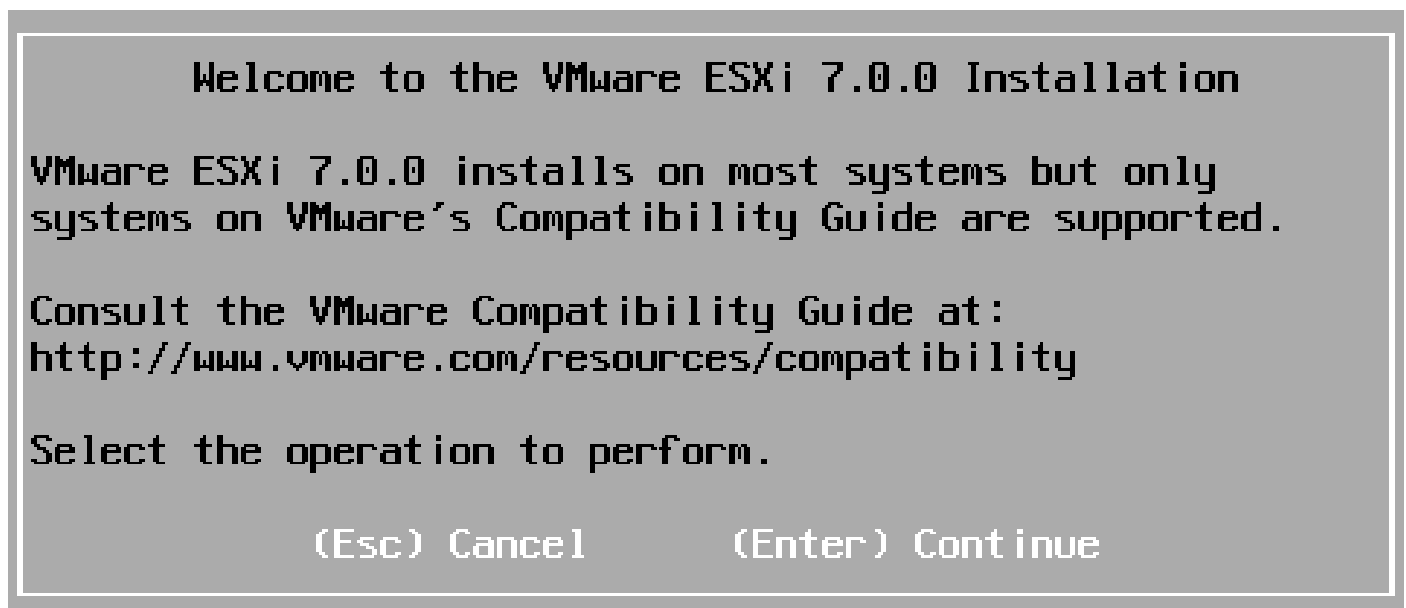 Welcome to the VMware ESXi 7.0.0 Installation
VMware ESXi 7.0.0 installs on most systems but only
systems on VMware's Compatibility Guide are supported.
Consult the VMware Compatibility Guide at:
http://www.vmware.com/resources/compatibility
Select the operation to perform.
(Esc) Cancel (Enter) Continue